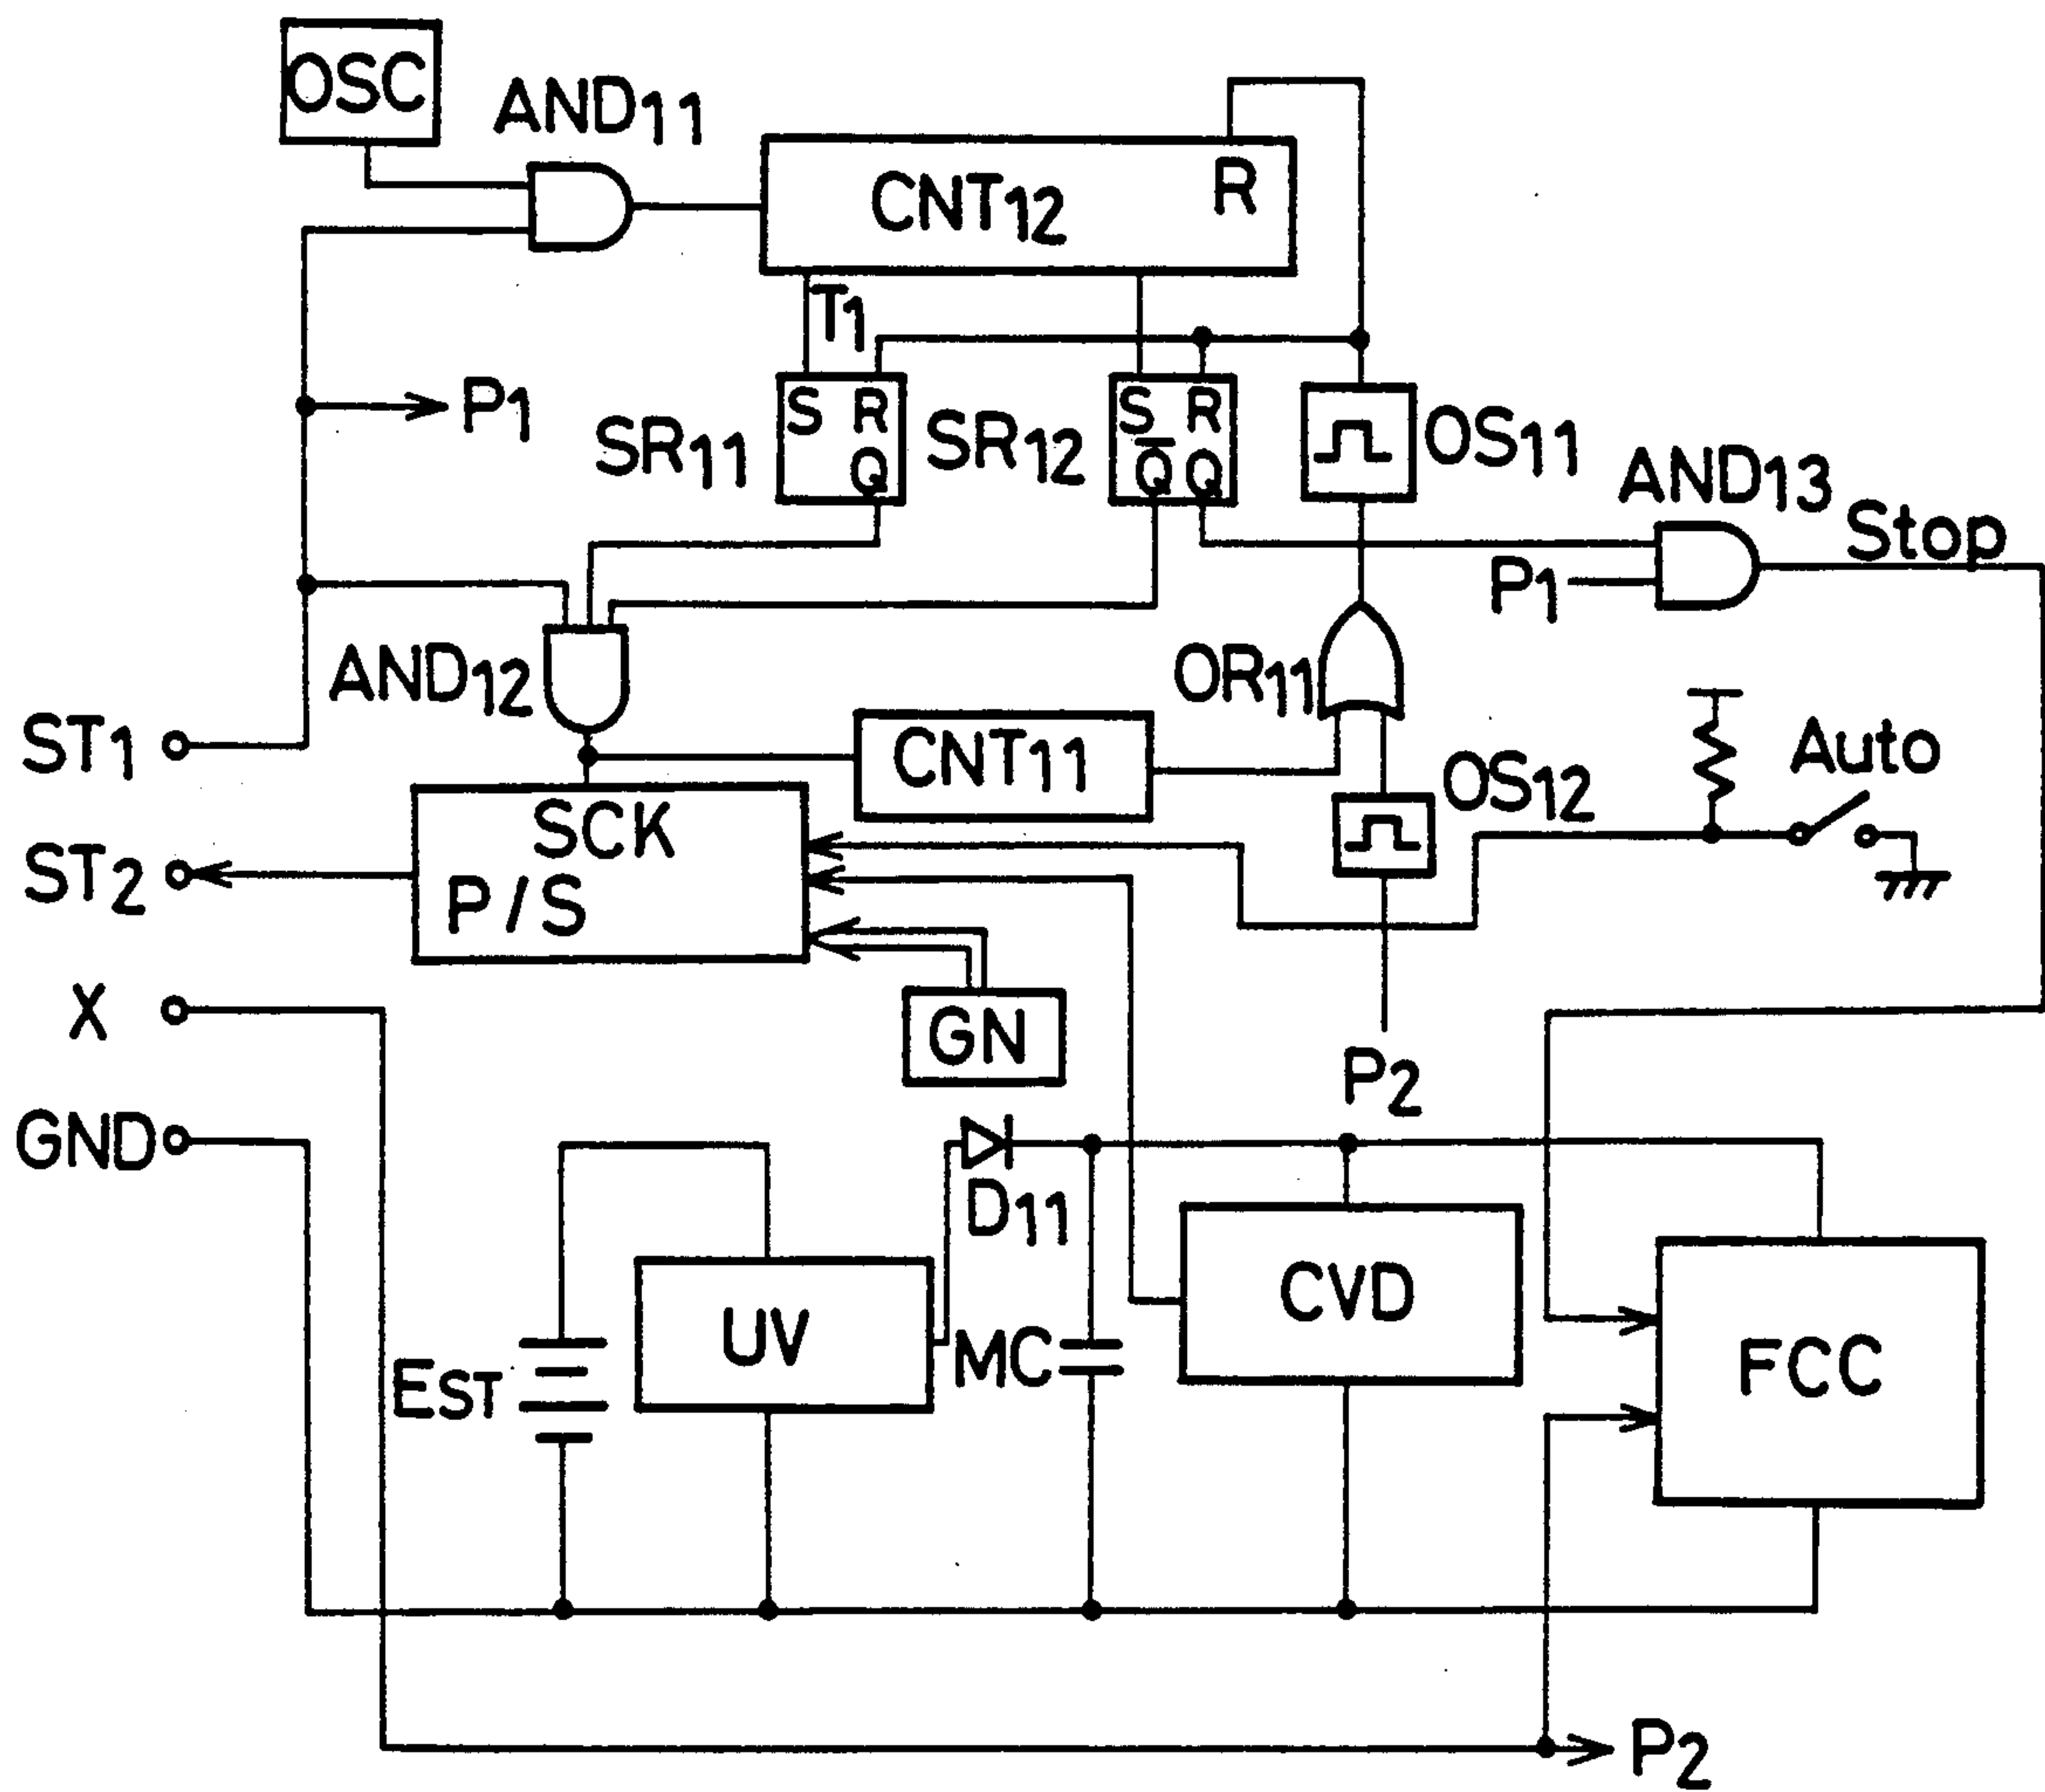 OSC
AND11
CNT12
R
T1
P1
S R
Q
SR11
S R
Q̅ Q
SR12
OS11
AND13
Stop
P1
AND12
OR11
ST1
CNT11
Auto
OS12
SCK
P/S
ST2
X
GN
P2
GND
D11
UV
MC
CVD
FCC
EST
P2